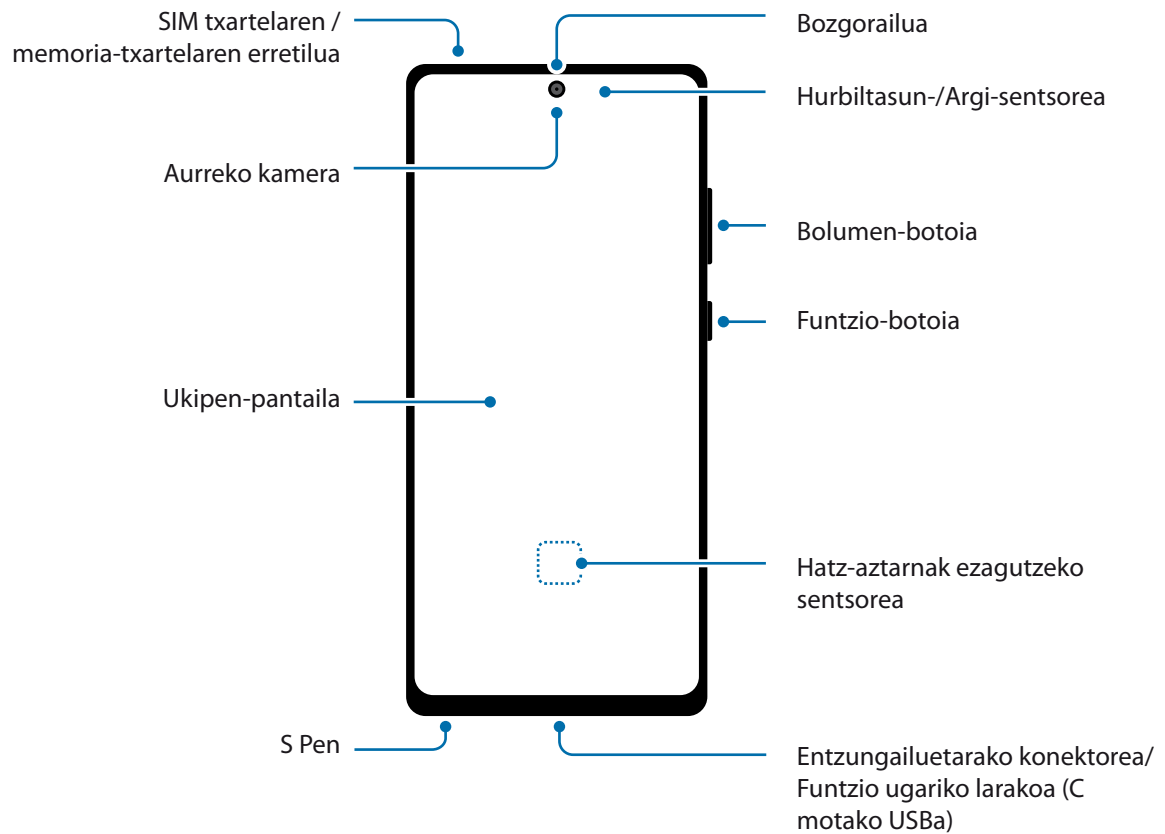 SIM txartelaren /
memoria-txartelaren erretilua
Bozgorailua
Hurbiltasun-/Argi-sentsorea
Aurreko kamera
Bolumen-botoia
Funtzio-botoia
Ukipen-pantaila
Hatz-aztarnak ezagutzeko
sentsorea
S Pen
Entzungailuetarako konektorea/
Funtzio ugariko larakoa (C
motako USBa)